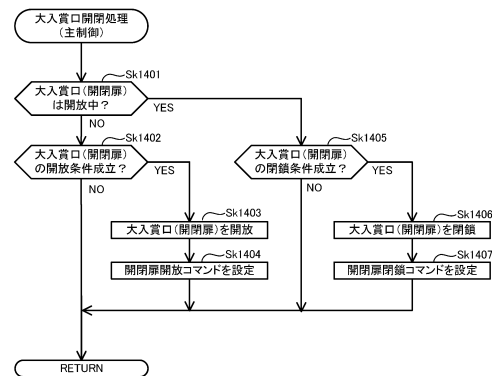 大入賞口開閉処理
(主制御)
Sk1401
大入賞口(開閉扉)
は開放中?
YES
NO
Sk1402
大入賞口(開閉扉)
の開放条件成立?
YES
NO
Sk1405
大入賞口(開閉扉)
の閉鎖条件成立?
YES
NO
Sk1403
大入賞口(開閉扉)を開放
Sk1404
開閉扉開放コマンドを設定
Sk1406
大入賞口(開閉扉)を閉鎖
Sk1407
開閉扉閉鎖コマンドを設定
RETURN